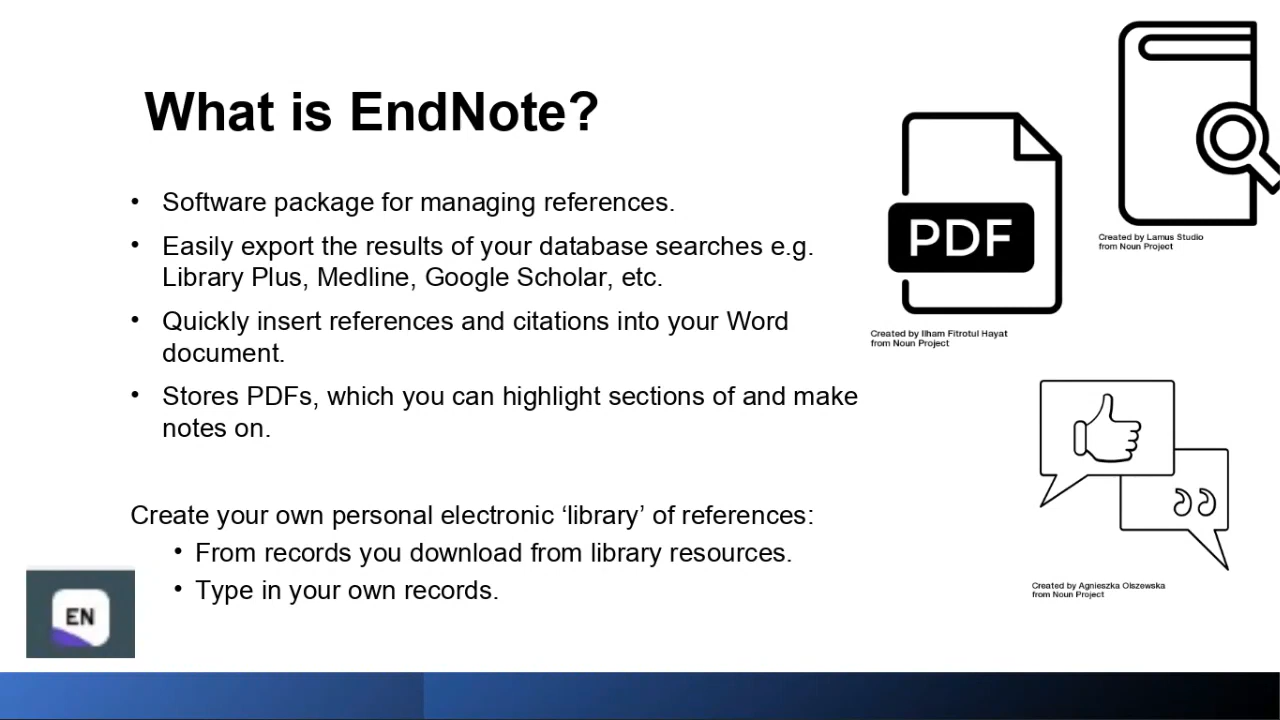 What is EndNote?
• Software package for managing references.
• Easily export the results of your database searches e.g.
Library Plus, Medline, Google Scholar, etc.
• Quickly insert references and citations into your Word
document.
• Stores PDFs, which you can highlight sections of and make
notes on.
Create your own personal electronic ‘library’ of references:
• From records you download from library resources.
• Type in your own records.
EN
PDF
Created by Ilham Fitrotul Hayat
from Noun Project
Created by Lamus Studio
from Noun Project
Created by Agnieszka Olszewska
from Noun Project